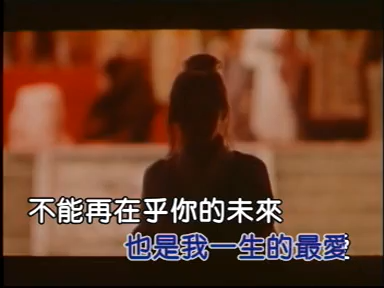 不能再在乎你的未來
也是我一生的最愛